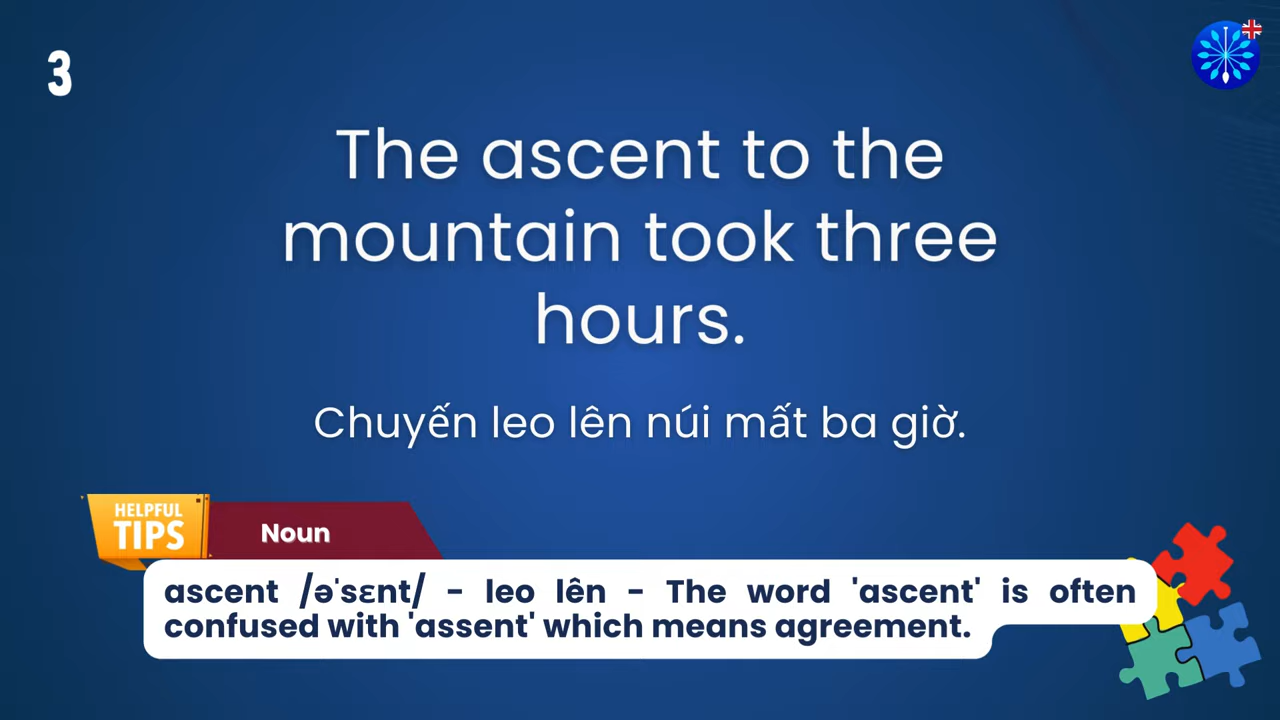 3
The ascent to the
mountain took three
hours.
Chuyến leo lên núi mất ba giờ.
HELPFUL
TIPS
Noun
ascent /əˈsɛnt/ - leo lên - The word 'ascent' is often
confused with 'assent' which means agreement.